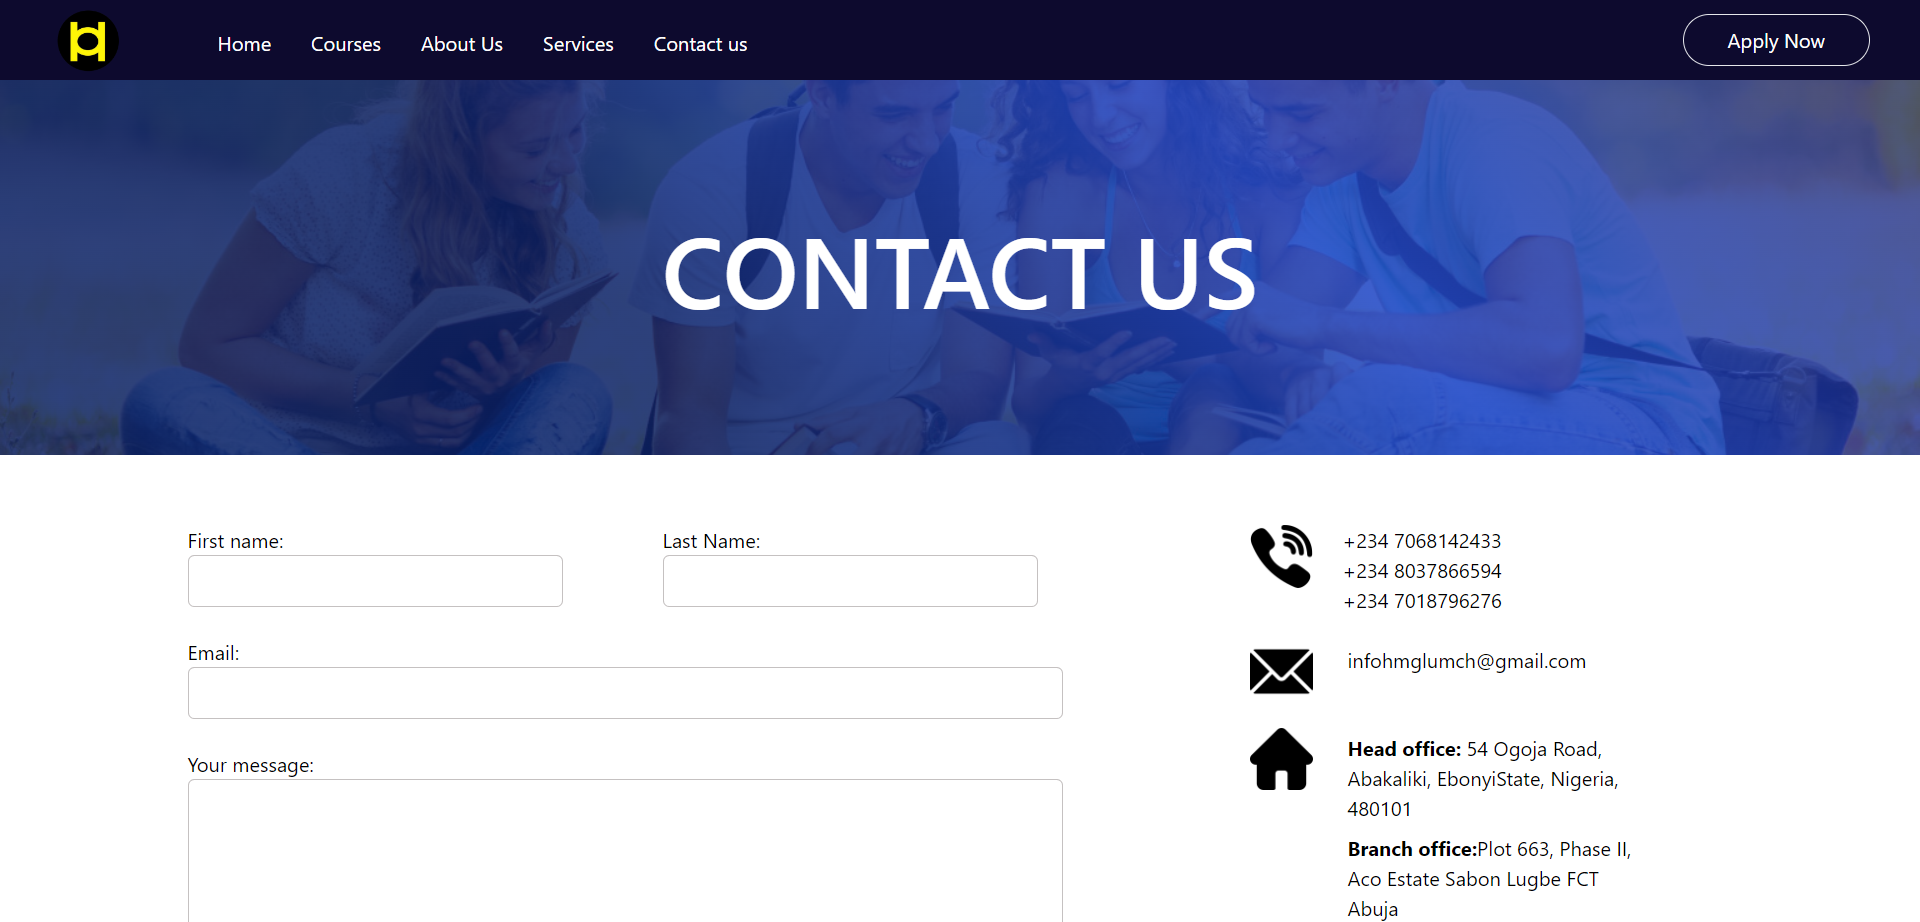 Home Courses About Us Services Contact us Apply Now
CONTACT US
First name:
Last Name:
Email:
Your message:
+234 7068142433
+234 8037866594
+234 7018796276
infohmglumch@gmail.com
Head office: 54 Ogoja Road,
Abakaliki, EbonyiState, Nigeria,
480101
Branch office:Plot 663, Phase II,
Aco Estate Sabon Lugbe FCT
Abuja